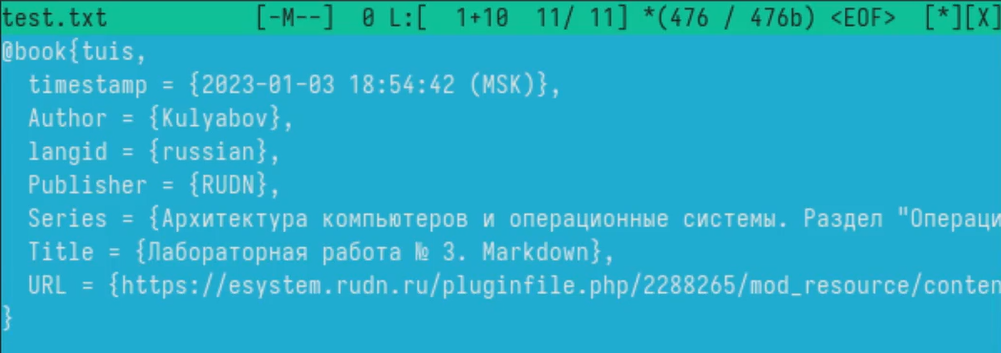 test.txt [-M--] 0 L:[ 1+10 11/ 11] *(476 / 476b) <EOF> [*][X]
@book{tuis,
timestamp = {2023-01-03 18:54:42 (MSK)},
Author = {Kulyabov},
langid = {russian},
Publisher = {RUDN},
Series = {Архитектура компьютеров и операционные системы. Раздел "Операци
Title = {Лабораторная работа № 3. Markdown},
URL = {https://esystem.rudn.ru/pluginfile.php/2288265/mod_resource/conten
}